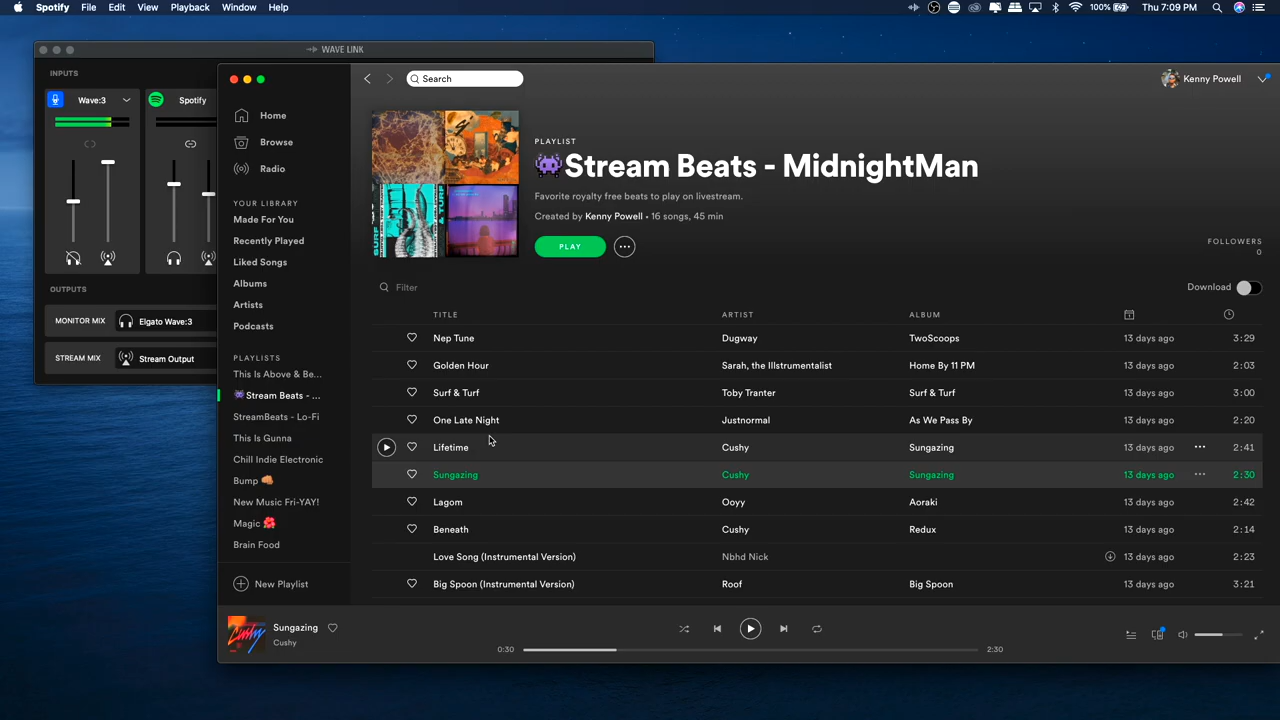 Spotify File Edit View Playback Window Help 100% Thu 7:09 PM
WAVE LINK
INPUTS
Wave:3
Spotify
OUTPUTS
MONITOR MIX Elgato Wave:3
STREAM MIX Stream Output
Search
Kenny Powell
Home
Browse
Radio
YOUR LIBRARY
Made For You
Recently Played
Liked Songs
Albums
Artists
Podcasts
PLAYLISTS
This Is Above & Be...
👾Stream Beats - ...
StreamBeats - Lo-Fi
This Is Gunna
Chill Indie Electronic
Bump 👊🏽
New Music Fri-YAY!
Magic 🌺
Brain Food
New Playlist
SURF &
& TURF
PLAYLIST
👾Stream Beats - MidnightMan
Favorite royalty free beats to play on livestream.
Created by Kenny Powell • 16 songs, 45 min
PLAY
FOLLOWERS
0
Filter
Download
TITLE ARTIST ALBUM
Nep Tune Dugway TwoScoops 13 days ago 3:29
Golden Hour Sarah, the Illstrumentalist Home By 11 PM 13 days ago 2:03
Surf & Turf Toby Tranter Surf & Turf 13 days ago 3:00
One Late Night Justnormal As We Pass By 13 days ago 2:20
Lifetime Cushy Sungazing 13 days ago 2:41
Sungazing Cushy Sungazing 13 days ago 2:30
Lagom Ooyy Aoraki 13 days ago 2:42
Beneath Cushy Redux 13 days ago 2:14
Love Song (Instrumental Version) Nbhd Nick 13 days ago 2:23
Big Spoon (Instrumental Version) Roof Big Spoon 13 days ago 3:21
Cushy
Sungazing
Cushy
0:30
2:30